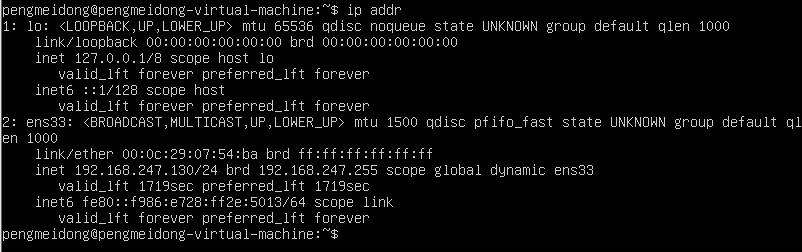 pengmeidong@pengmeidong-virtual-machine:~$ ip addr
1: lo: <LOOPBACK,UP,LOWER_UP> mtu 65536 qdisc noqueue state UNKNOWN group default qlen 1000
    link/loopback 00:00:00:00:00:00 brd 00:00:00:00:00:00
    inet 127.0.0.1/8 scope host lo
       valid_lft forever preferred_lft forever
    inet6 ::1/128 scope host
       valid_lft forever preferred_lft forever
2: ens33: <BROADCAST,MULTICAST,UP,LOWER_UP> mtu 1500 qdisc pfifo_fast state UNKNOWN group default ql
en 1000
    link/ether 00:0c:29:07:54:ba brd ff:ff:ff:ff:ff:ff
    inet 192.168.247.130/24 brd 192.168.247.255 scope global dynamic ens33
       valid_lft 1719sec preferred_lft 1719sec
    inet6 fe80::f986:e728:ff2e:5013/64 scope link
       valid_lft forever preferred_lft forever
pengmeidong@pengmeidong-virtual-machine:~$